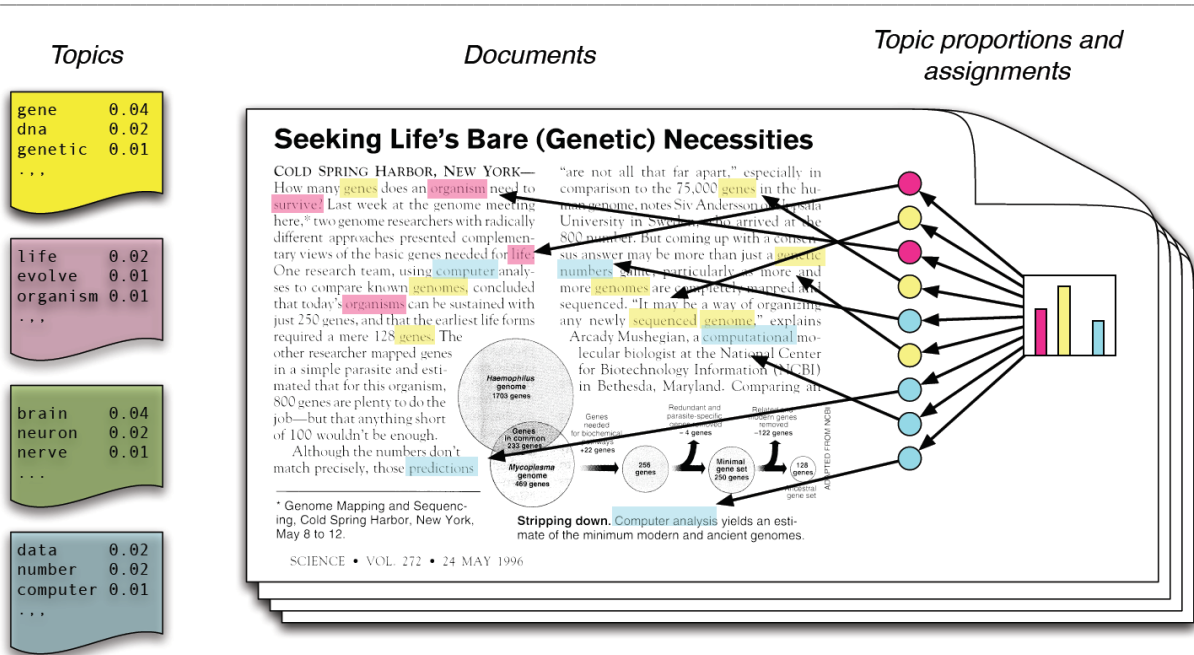 Topics
Documents
Topic proportions and
assignments
gene 0.04
dna 0.02
genetic 0.01
.,,
life 0.02
evolve 0.01
organism 0.01
.,,
brain 0.04
neuron 0.02
nerve 0.01
...
data 0.02
number 0.02
computer 0.01
.,,
Seeking Life's Bare (Genetic) Necessities
COLD SPRING HARBOR, NEW YORK—
How many genes does an organism need to
survive? Last week at the genome meeting
here,* two genome researchers with radically
different approaches presented complemen-
tary views of the basic genes needed for life.
One research team, using computer analy-
ses to compare known genomes, concluded
that today's organisms can be sustained with
just 250 genes, and that the earliest life forms
required a mere 128 genes. The
other researcher mapped genes
in a simple parasite and esti-
mated that for this organism,
800 genes are plenty to do the
job—but that anything short
of 100 wouldn't be enough.
Although the numbers don't
match precisely, those predictions
* Genome Mapping and Sequenc-
ing, Cold Spring Harbor, New York,
May 8 to 12.
"are not all that far apart," especially in
comparison to the 75,000 genes in the hu-
man genome, notes Siv Andersson of Uppsala
University in Sweden, who arrived at the
800 number. But coming up with a consen-
sus answer may be more than just a genetic
numbers game, particularly as more and
more genomes are completely mapped and
sequenced. "It may be a way of organizing
any newly sequenced genome," explains
Arcady Mushegian, a computational mo-
lecular biologist at the National Center
for Biotechnology Information (NCBI)
in Bethesda, Maryland. Comparing an
Haemophilus
genome
1703 genes
Genes
in common
233 genes
Mycoplasma
genome
469 genes
Genes
needed
for biochemical
pathways
+22 genes
256
genes
Redundant and
parasite-specific
genes removed
– 4 genes
Minimal
gene set
250 genes
Related and
modern genes
removed
–122 genes
128
genes
Ancestral
gene set
ADAPTED FROM NCBI
Stripping down. Computer analysis yields an esti-
mate of the minimum modern and ancient genomes.
SCIENCE • VOL. 272 • 24 MAY 1996